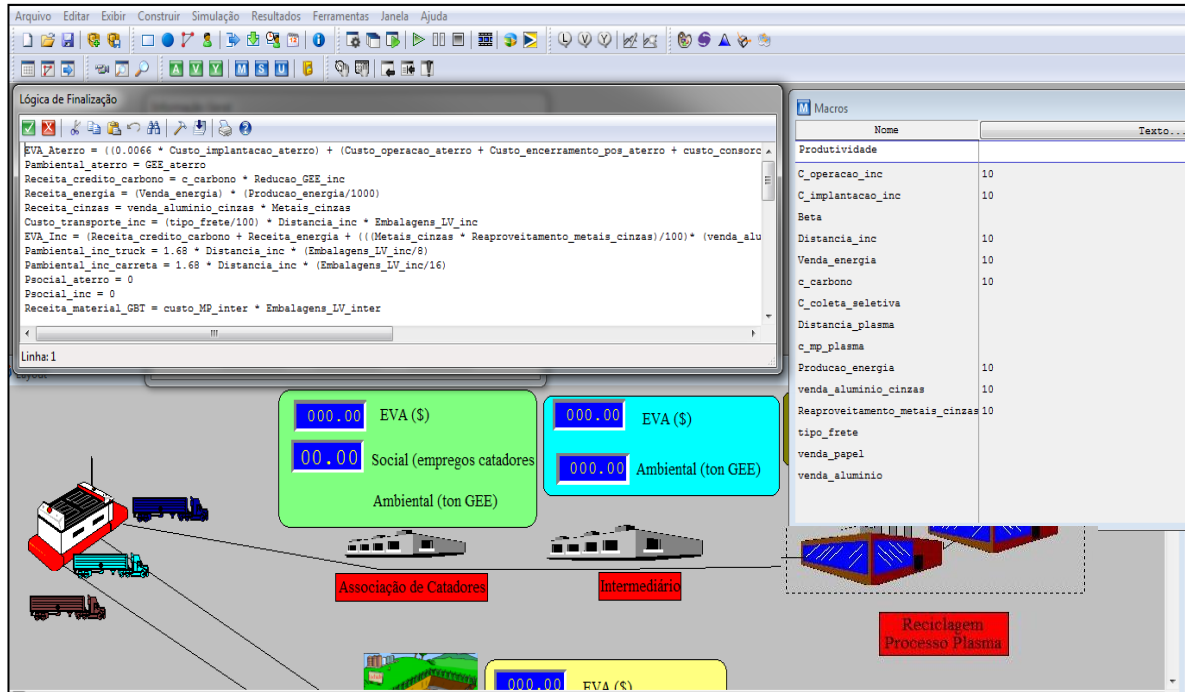 Arquivo Editar Exibir Construir Simulação Resultados Ferramentas Janela Ajuda
Lógica de Finalização
EVA_Aterro = ((0.0066 * Custo_implantacao_aterro) + (Custo_operacao_aterro + Custo_encerramento_pos_aterro + custo_consorc
Pambiental_aterro = GEE_aterro
Receita_credito_carbono = c_carbono * Reducao_GEE_inc
Receita_energia = (Venda_energia) * (Producao_energia/1000)
Receita_cinzas = venda_aluminio_cinzas * Metais_cinzas
Custo_transporte_inc = (tipo_frete/100) * Distancia_inc * Embalagens_LV_inc
EVA_Inc = (Receita_credito_carbono + Receita_energia + (((Metais_cinzas * Reaproveitamento_metais_cinzas)/100)* (venda_alu
Pambiental_inc_truck = 1.68 * Distancia_inc * (Embalagens_LV_inc/8)
Pambiental_inc_carreta = 1.68 * Distancia_inc * (Embalagens_LV_inc/16)
Psocial_aterro = 0
Psocial_inc = 0
Receita_material_GBT = custo_MP_inter * Embalagens_LV_inter
Linha: 1
Macros
Nome Texto...
Produtividade
C_operacao_inc 10
C_implantacao_inc 10
Beta
Distancia_inc 10
Venda_energia 10
c_carbono 10
C_coleta_seletiva
Distancia_plasma
c_mp_plasma
Producao_energia 10
venda_aluminio_cinzas 10
Reaproveitamento_metais_cinzas 10
tipo_frete
venda_papel
venda_aluminio
000.00 EVA ($)
00.00 Social (empregos catadores
Ambiental (ton GEE)
000.00 EVA ($)
000.00 Ambiental (ton GEE)
Associação de Catadores
Intermediário
Reciclagem
Processo Plasma
000.00 EVA ($)